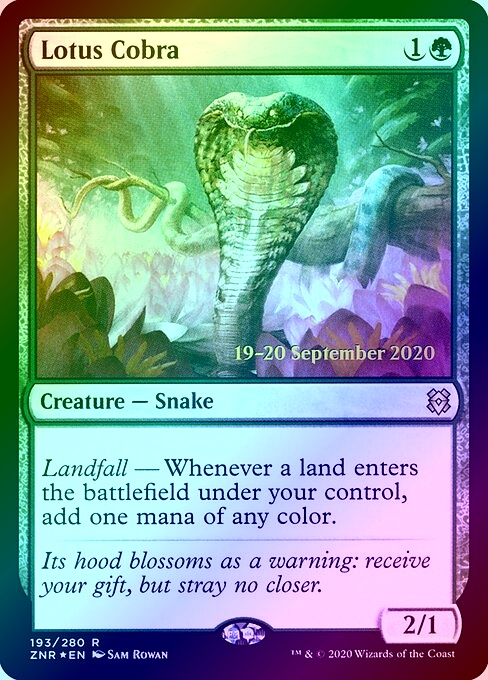 Lotus Cobra 1
19–20 September 2020
Creature — Snake
Landfall — Whenever a land enters
the battlefield under your control,
add one mana of any color.
Its hood blossoms as a warning: receive
your gift, but stray no closer.
2/1
193/280 R
ZNR ★ EN Sam Rowan
™ & © 2020 Wizards of the Coast